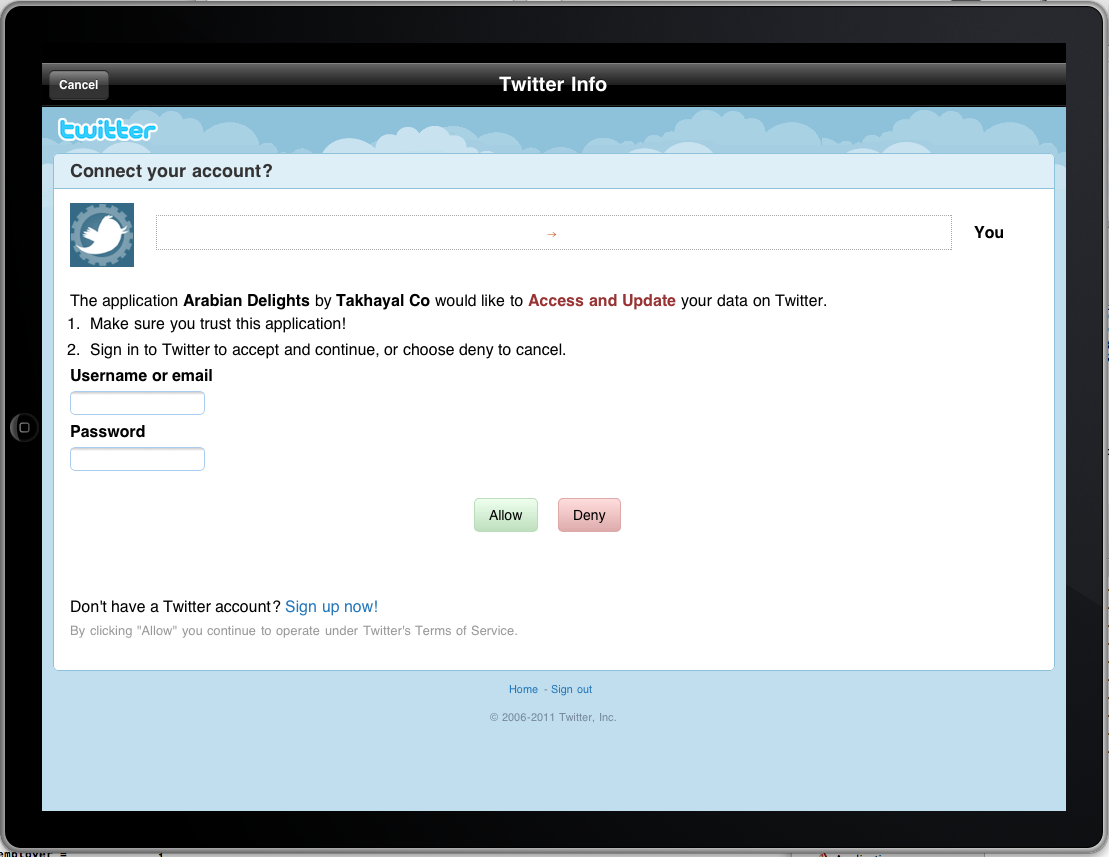 Cancel
Twitter Info
twitter
Connect your account?
→ You
The application Arabian Delights by Takhayal Co would like to Access and Update your data on Twitter.
1. Make sure you trust this application!
2. Sign in to Twitter to accept and continue, or choose deny to cancel.
Username or email
Password
Allow Deny
Don't have a Twitter account? Sign up now!
By clicking "Allow" you continue to operate under Twitter's Terms of Service.
Home - Sign out
© 2006-2011 Twitter, Inc.